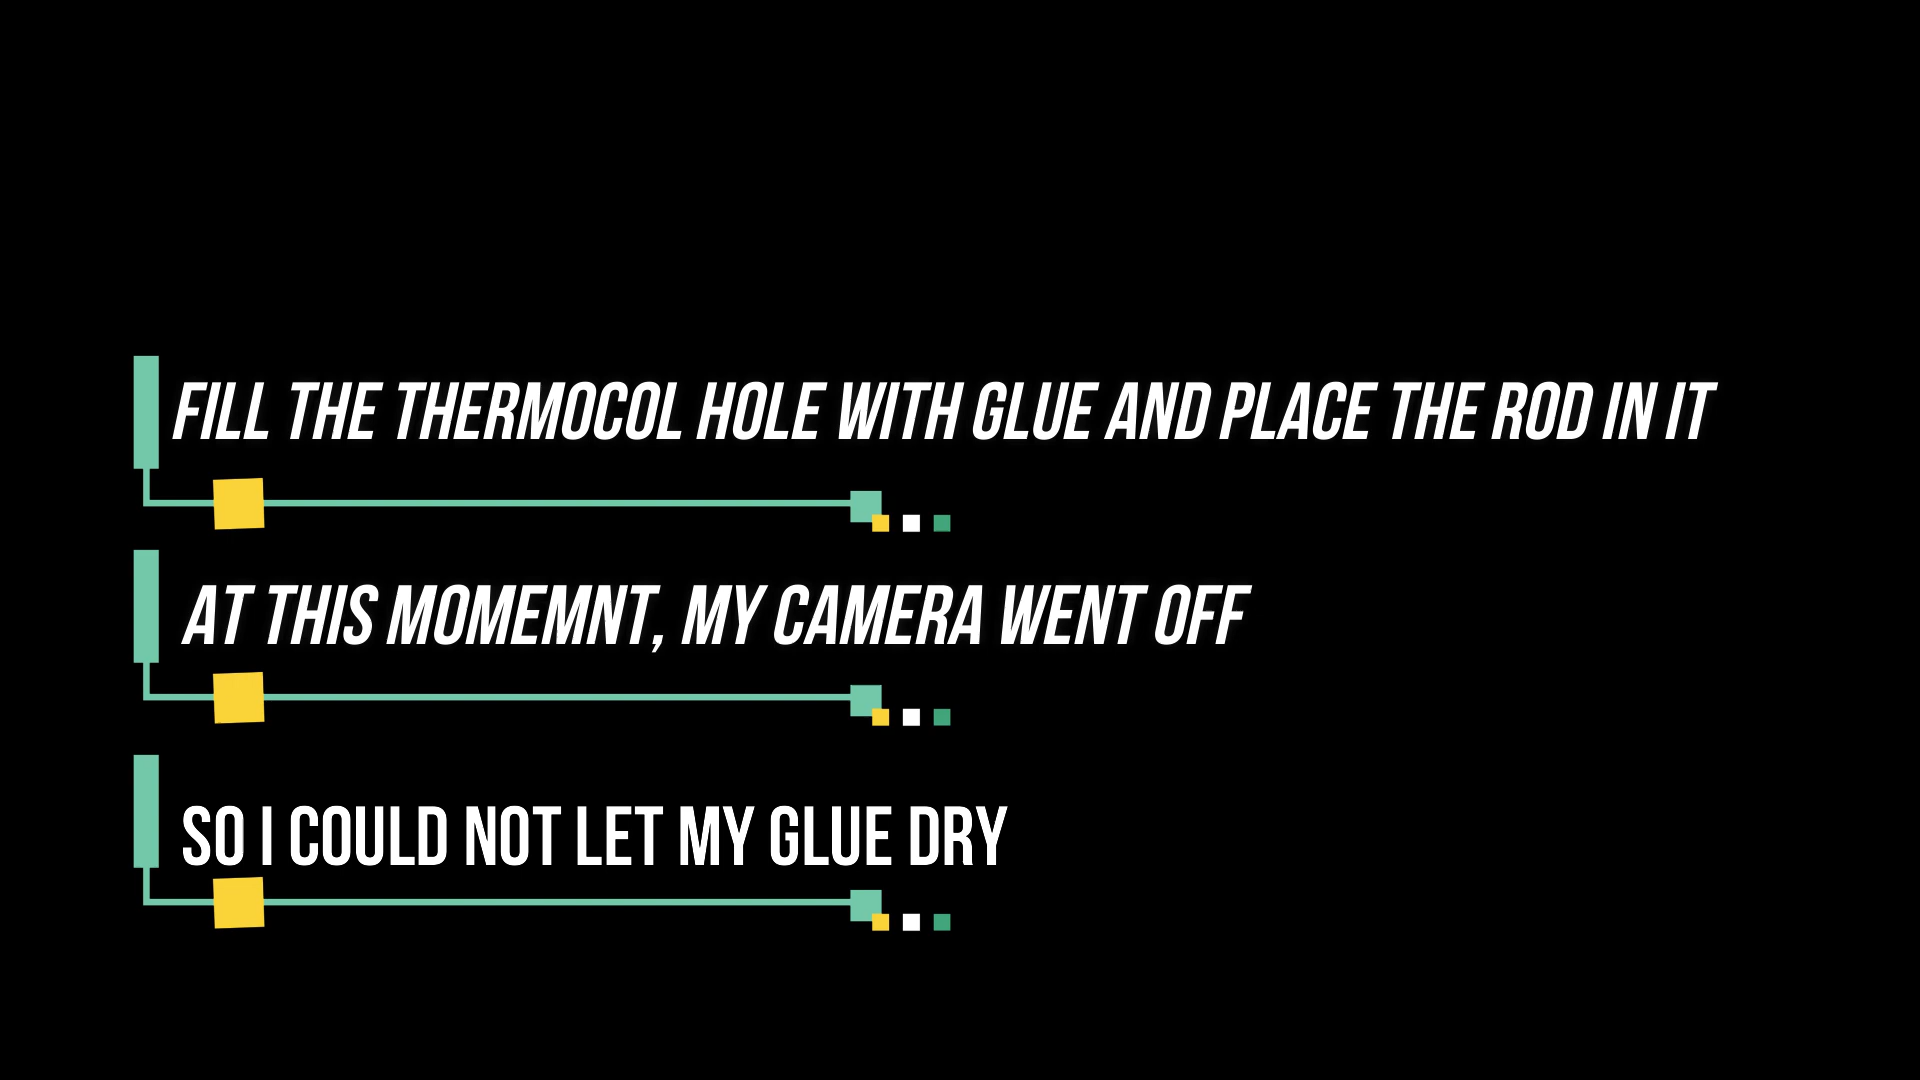 FILL THE THERMOCOL HOLE WITH GLUE AND PLACE THE ROD IN IT
AT THIS MOMEMNT, MY CAMERA WENT OFF
SO I COULD NOT LET MY GLUE DRY